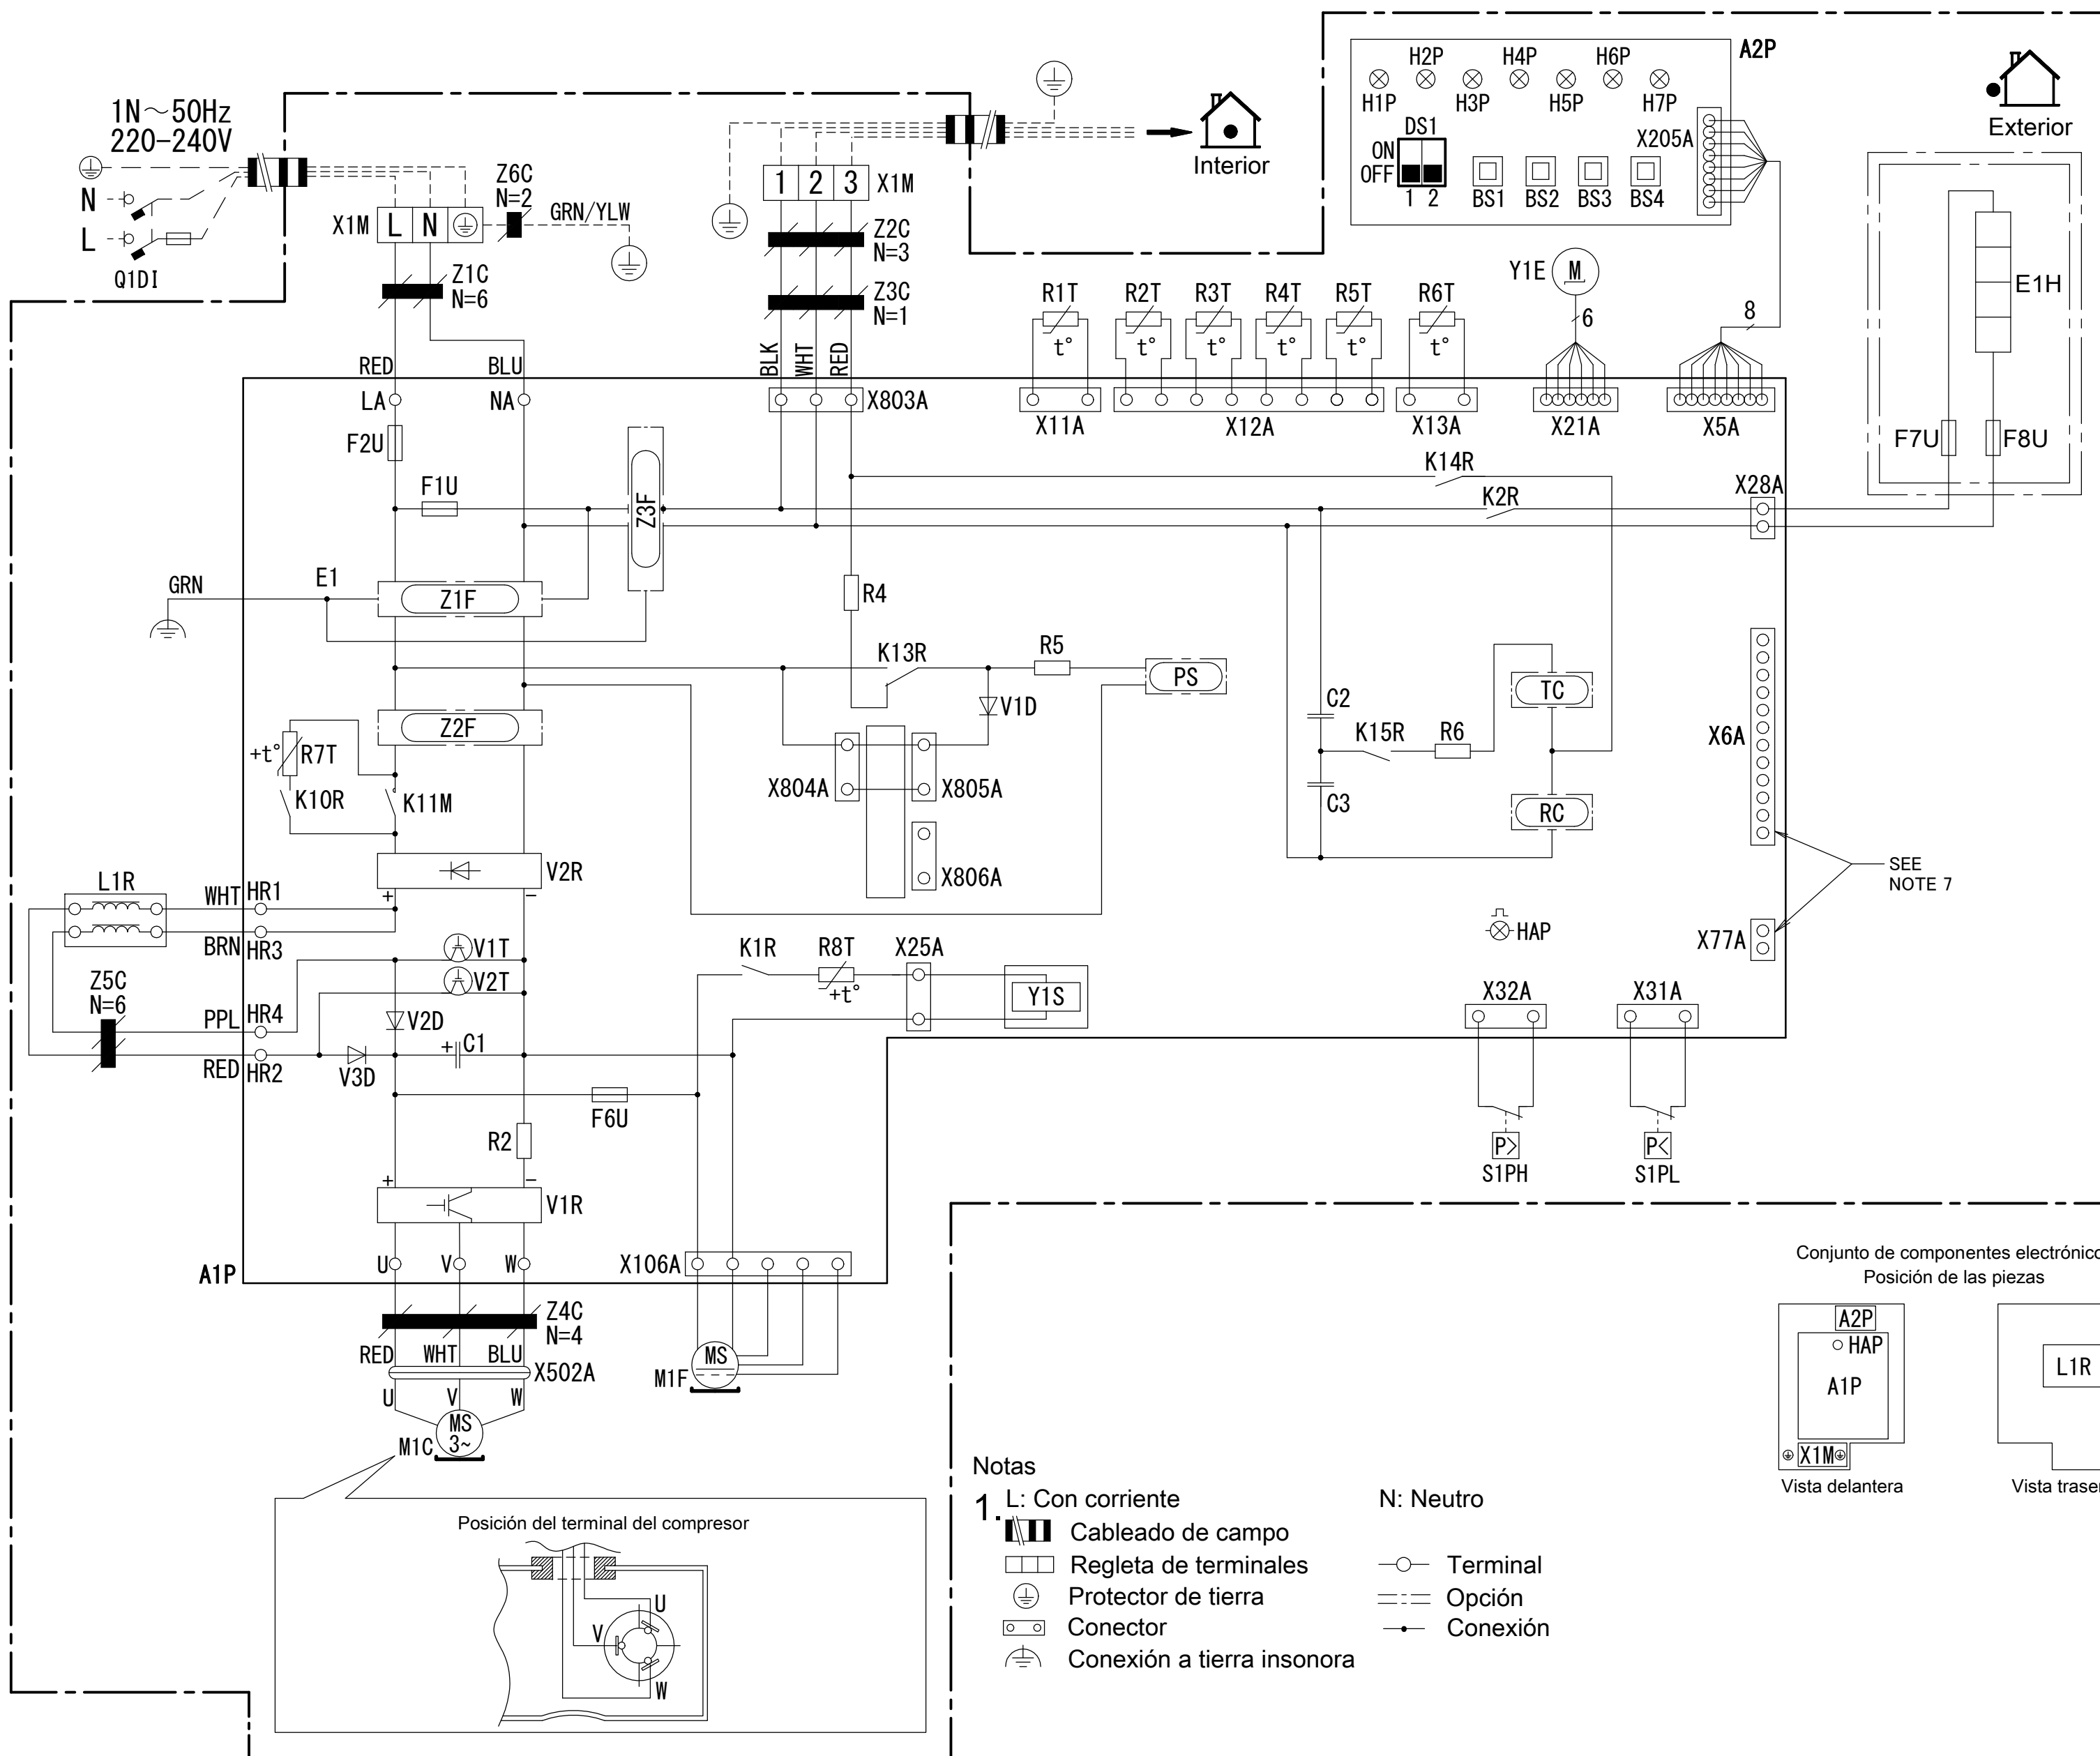 1N～50Hz
220-240V
N
L
Q1DI
X1M L N
Z6C
N=2
GRN/YLW
Z1C
N=6
RED
BLU
1 2 3 X1M
Z2C
N=3
Z3C
N=1
BLK
WHT
RED
Interior
A2P
H2P H4P H6P
H1P H3P H5P H7P
DS1
ON
OFF
1 2
BS1 BS2 BS3 BS4
X205A
Exterior
Y1E M
6
8
R1T R2T R3T R4T R5T R6T
t° t° t° t° t° t°
E1H
F7U F8U
LA NA
X803A
X11A X12A X13A X21A X5A
F2U
F1U
Z3F
K14R
K2R
X28A
GRN
E1
Z1F
R4
K13R
R5
PS
V1D
Z2F
+t° R7T
K10R
K11M
X804A
X805A
X806A
C2
K15R
R6
TC
C3
RC
X6A
SEE
NOTE 7
X77A
HAP
V2R
+ −
L1R
WHT HR1
BRN HR3
V1T
V2T
Z5C
N=6
PPL HR4
RED HR2
V2D
V3D
+ C1
K1R
R8T
+t°
X25A
Y1S
X32A
X31A
P>
S1PH
P<
S1PL
F6U
R2
+ −
V1R
U V W
A1P
X106A
Z4C
N=4
RED WHT BLU
X502A
U V W
MS
3~
M1C
MS
M1F
Posición del terminal del compresor
U
V
W
Conjunto de componentes electrónico
Posición de las piezas
A2P
HAP
A1P
X1M
Vista delantera
L1R
Vista traser
Notas
1. L: Con corriente N: Neutro
Cableado de campo
Regleta de terminales Terminal
Protector de tierra Opción
Conector Conexión
Conexión a tierra insonora